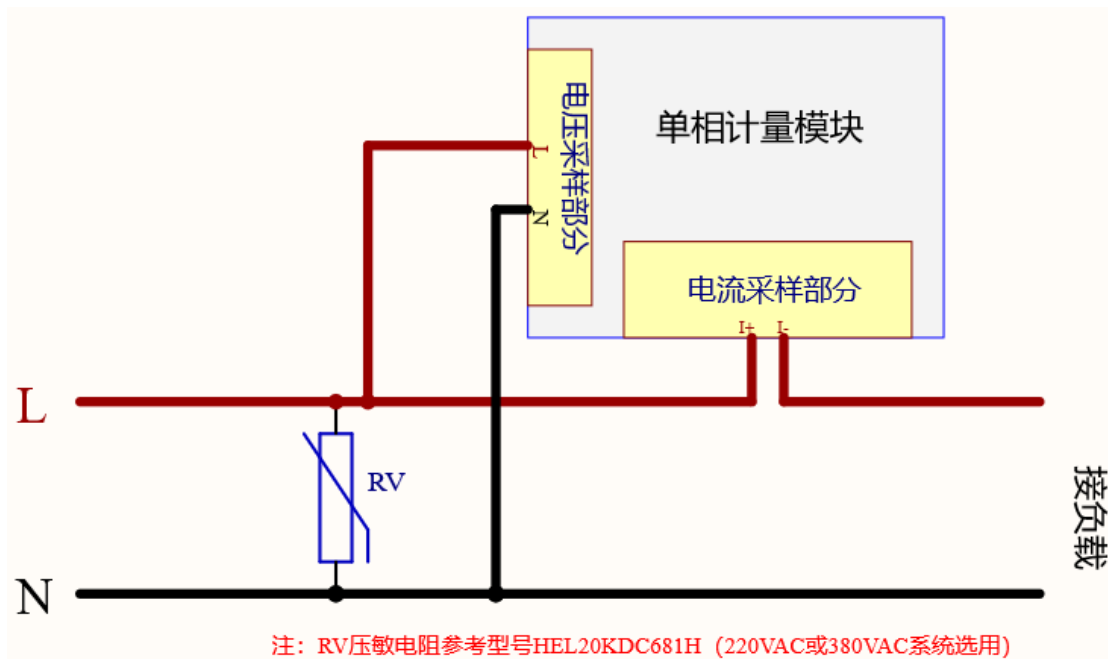 单相计量模块
电压采样部分
L
N
电流采样部分
I+ I-
L
RV
接负载
N
注：RV压敏电阻参考型号HEL20KDC681H（220VAC或380VAC系统选用）